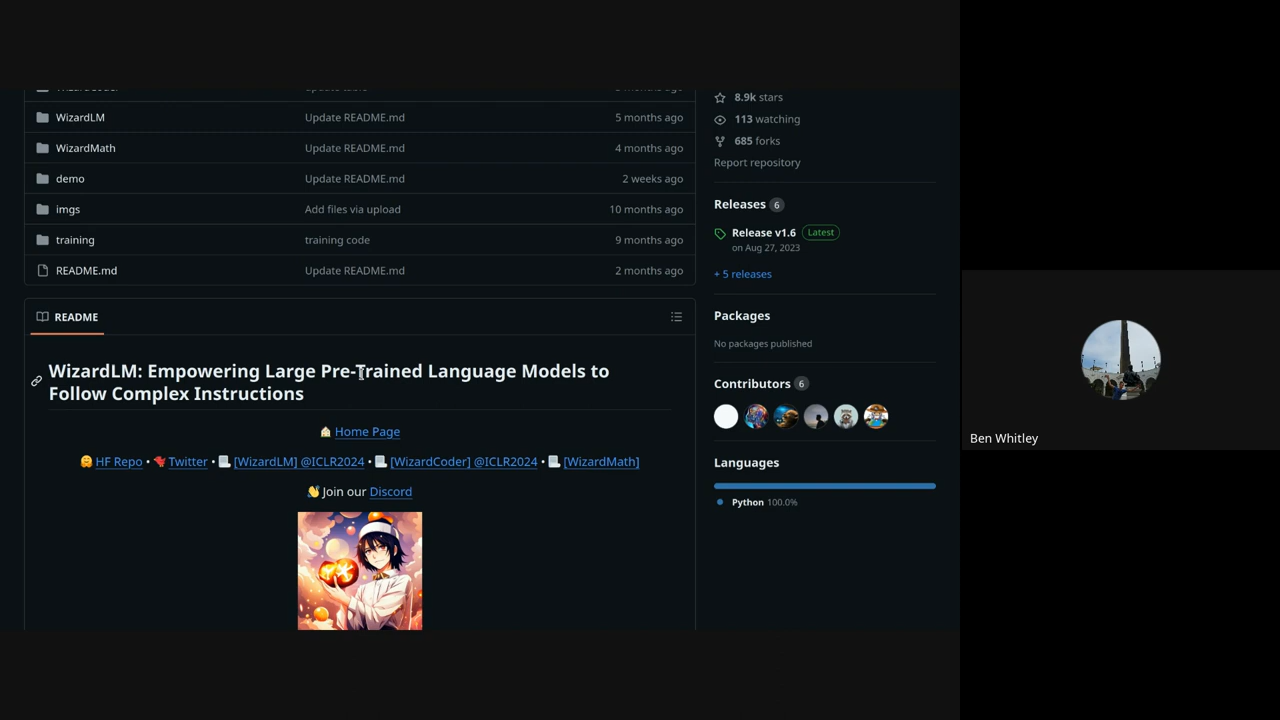 WizardLM Update README.md 5 months ago
WizardMath Update README.md 4 months ago
demo Update README.md 2 weeks ago
imgs Add files via upload 10 months ago
training training code 9 months ago
README.md Update README.md 2 months ago
README
WizardLM: Empowering Large Pre-Trained Language Models to
Follow Complex Instructions
Home Page
HF Repo • Twitter • [WizardLM] @ICLR2024 • [WizardCoder] @ICLR2024 • [WizardMath]
Join our Discord
8.9k stars
113 watching
685 forks
Report repository
Releases 6
Release v1.6 Latest
on Aug 27, 2023
+ 5 releases
Packages
No packages published
Contributors 6
Languages
Python 100.0%
Ben Whitley